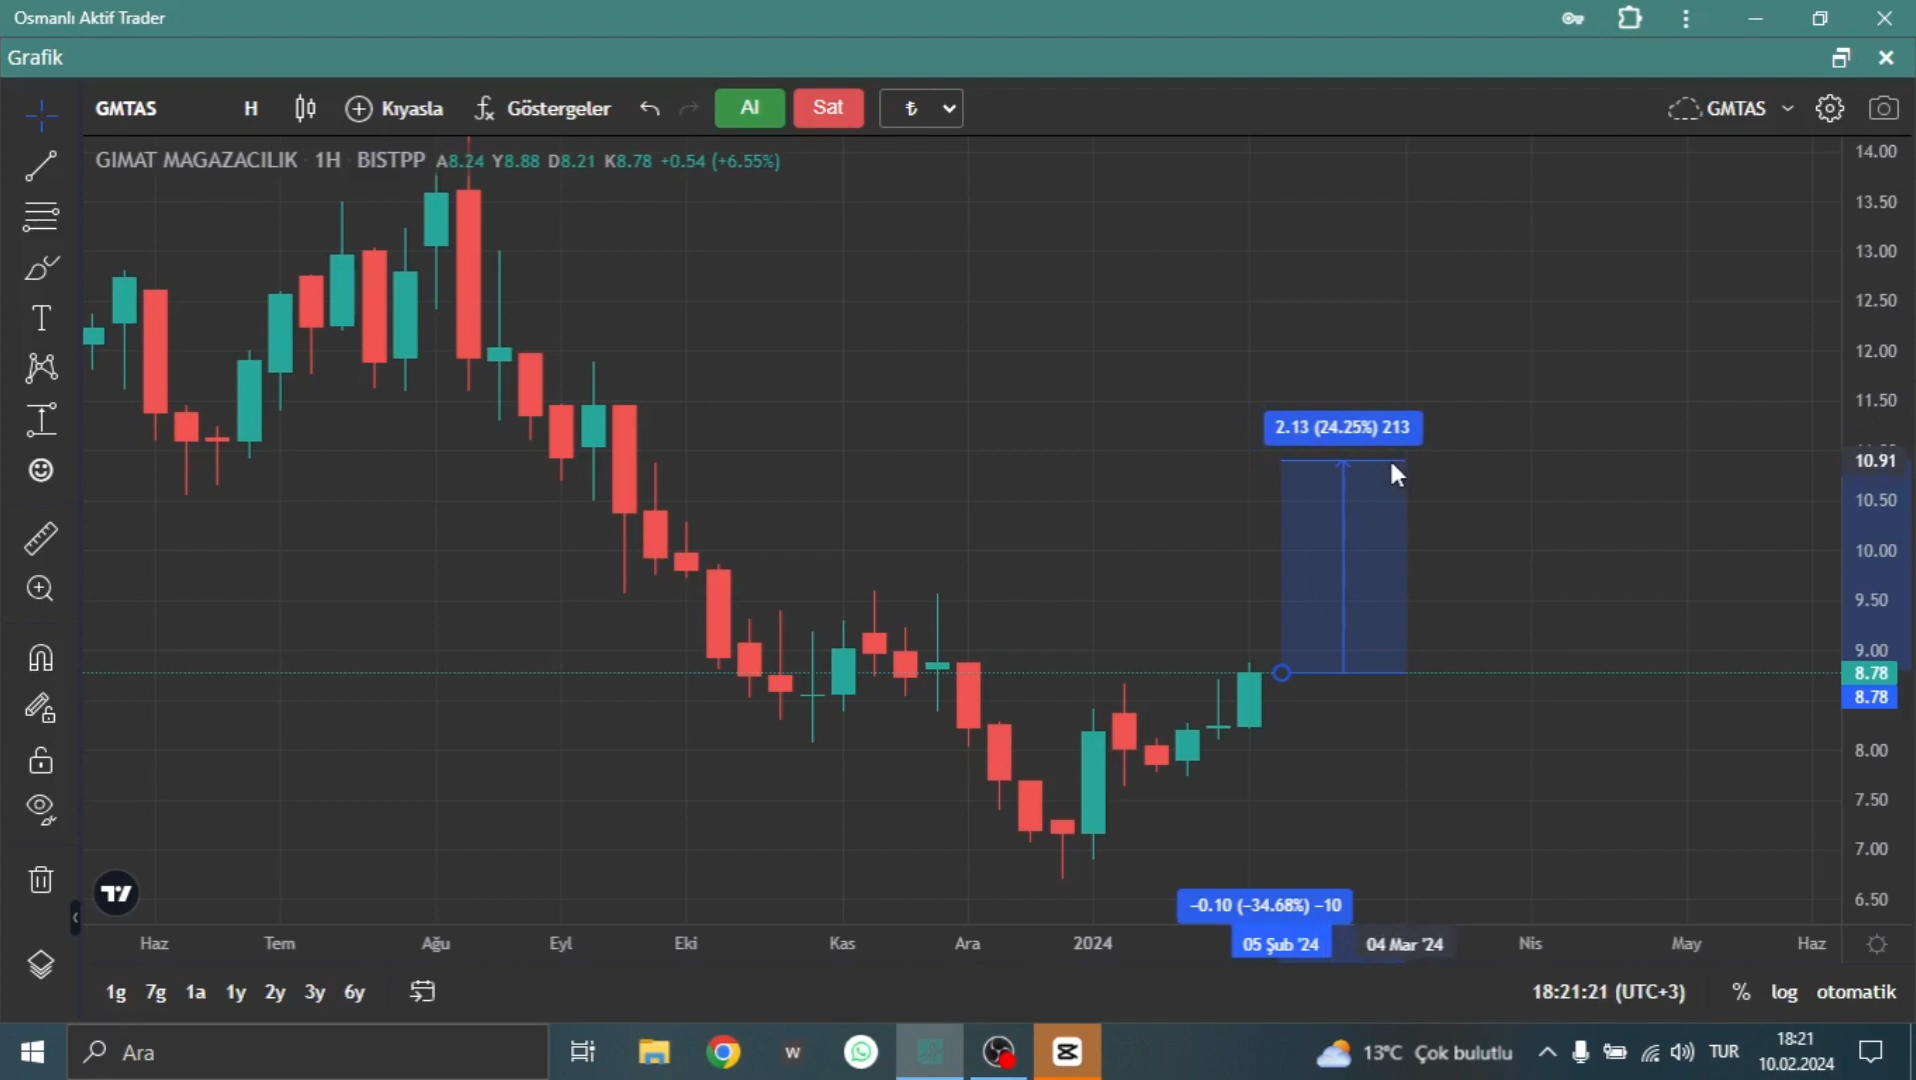 Osmanlı Aktif Trader
Grafik
GMTAS H Kıyasla Göstergeler Al Sat ₺ GMTAS
GIMAT MAGAZACILIK 1H BISTPP A8.24 Y8.88 D8.21 K8.78 +0.54 (+6.55%)
14.00
13.50
13.00
12.50
12.00
11.50
2.13 (24.25%) 213
10.91
10.50
10.00
9.50
9.00
8.78
8.78
8.00
7.50
7.00
6.50
−0.10 (−34.68%) −10
Haz Tem Ağu Eyl Eki Kas Ara 2024 05 Şub '24 04 Mar '24 Nis May Haz
1g 7g 1a 1y 2y 3y 6y 18:21:21 (UTC+3) % log otomatik
Ara W 13°C Çok bulutlu TUR 18:21
10.02.2024